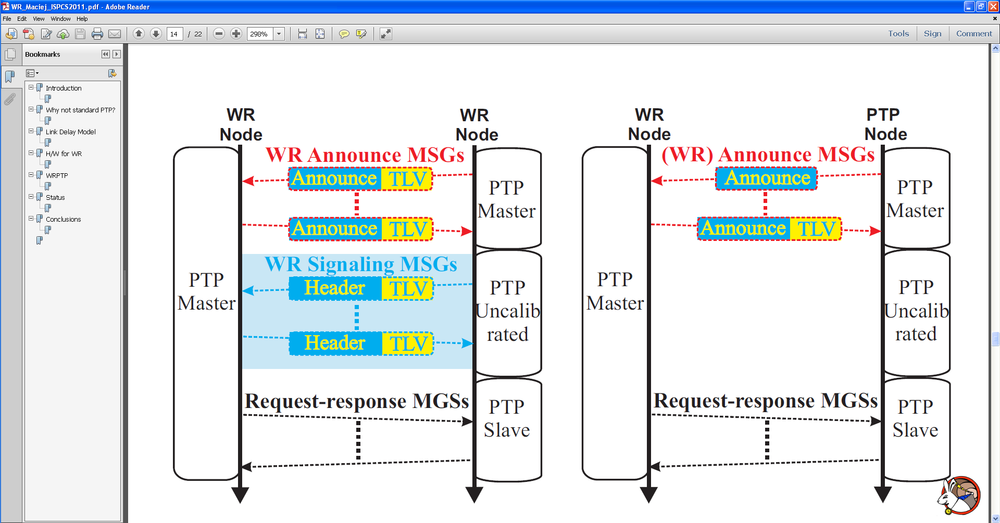 WR_Maciej_ISPCS2011.pdf - Adobe Reader
File Edit View Window Help
14 / 22 298% Tools Sign Comment
Bookmarks
Introduction
Why not standard PTP?
Link Delay Model
H/W for WR
WRPTP
Status
Conclusions
WR
Node
WR
Node
WR Announce MSGs
Announce TLV
Announce TLV
WR Signaling MSGs
Header TLV
Header TLV
Request-response MGSs
PTP
Master
PTP
Master
PTP
Uncalib
rated
PTP
Slave
WR
Node
PTP
Node
(WR) Announce MSGs
Announce
Announce TLV
Request-response MGSs
PTP
Master
PTP
Master
PTP
Uncalib
rated
PTP
Slave